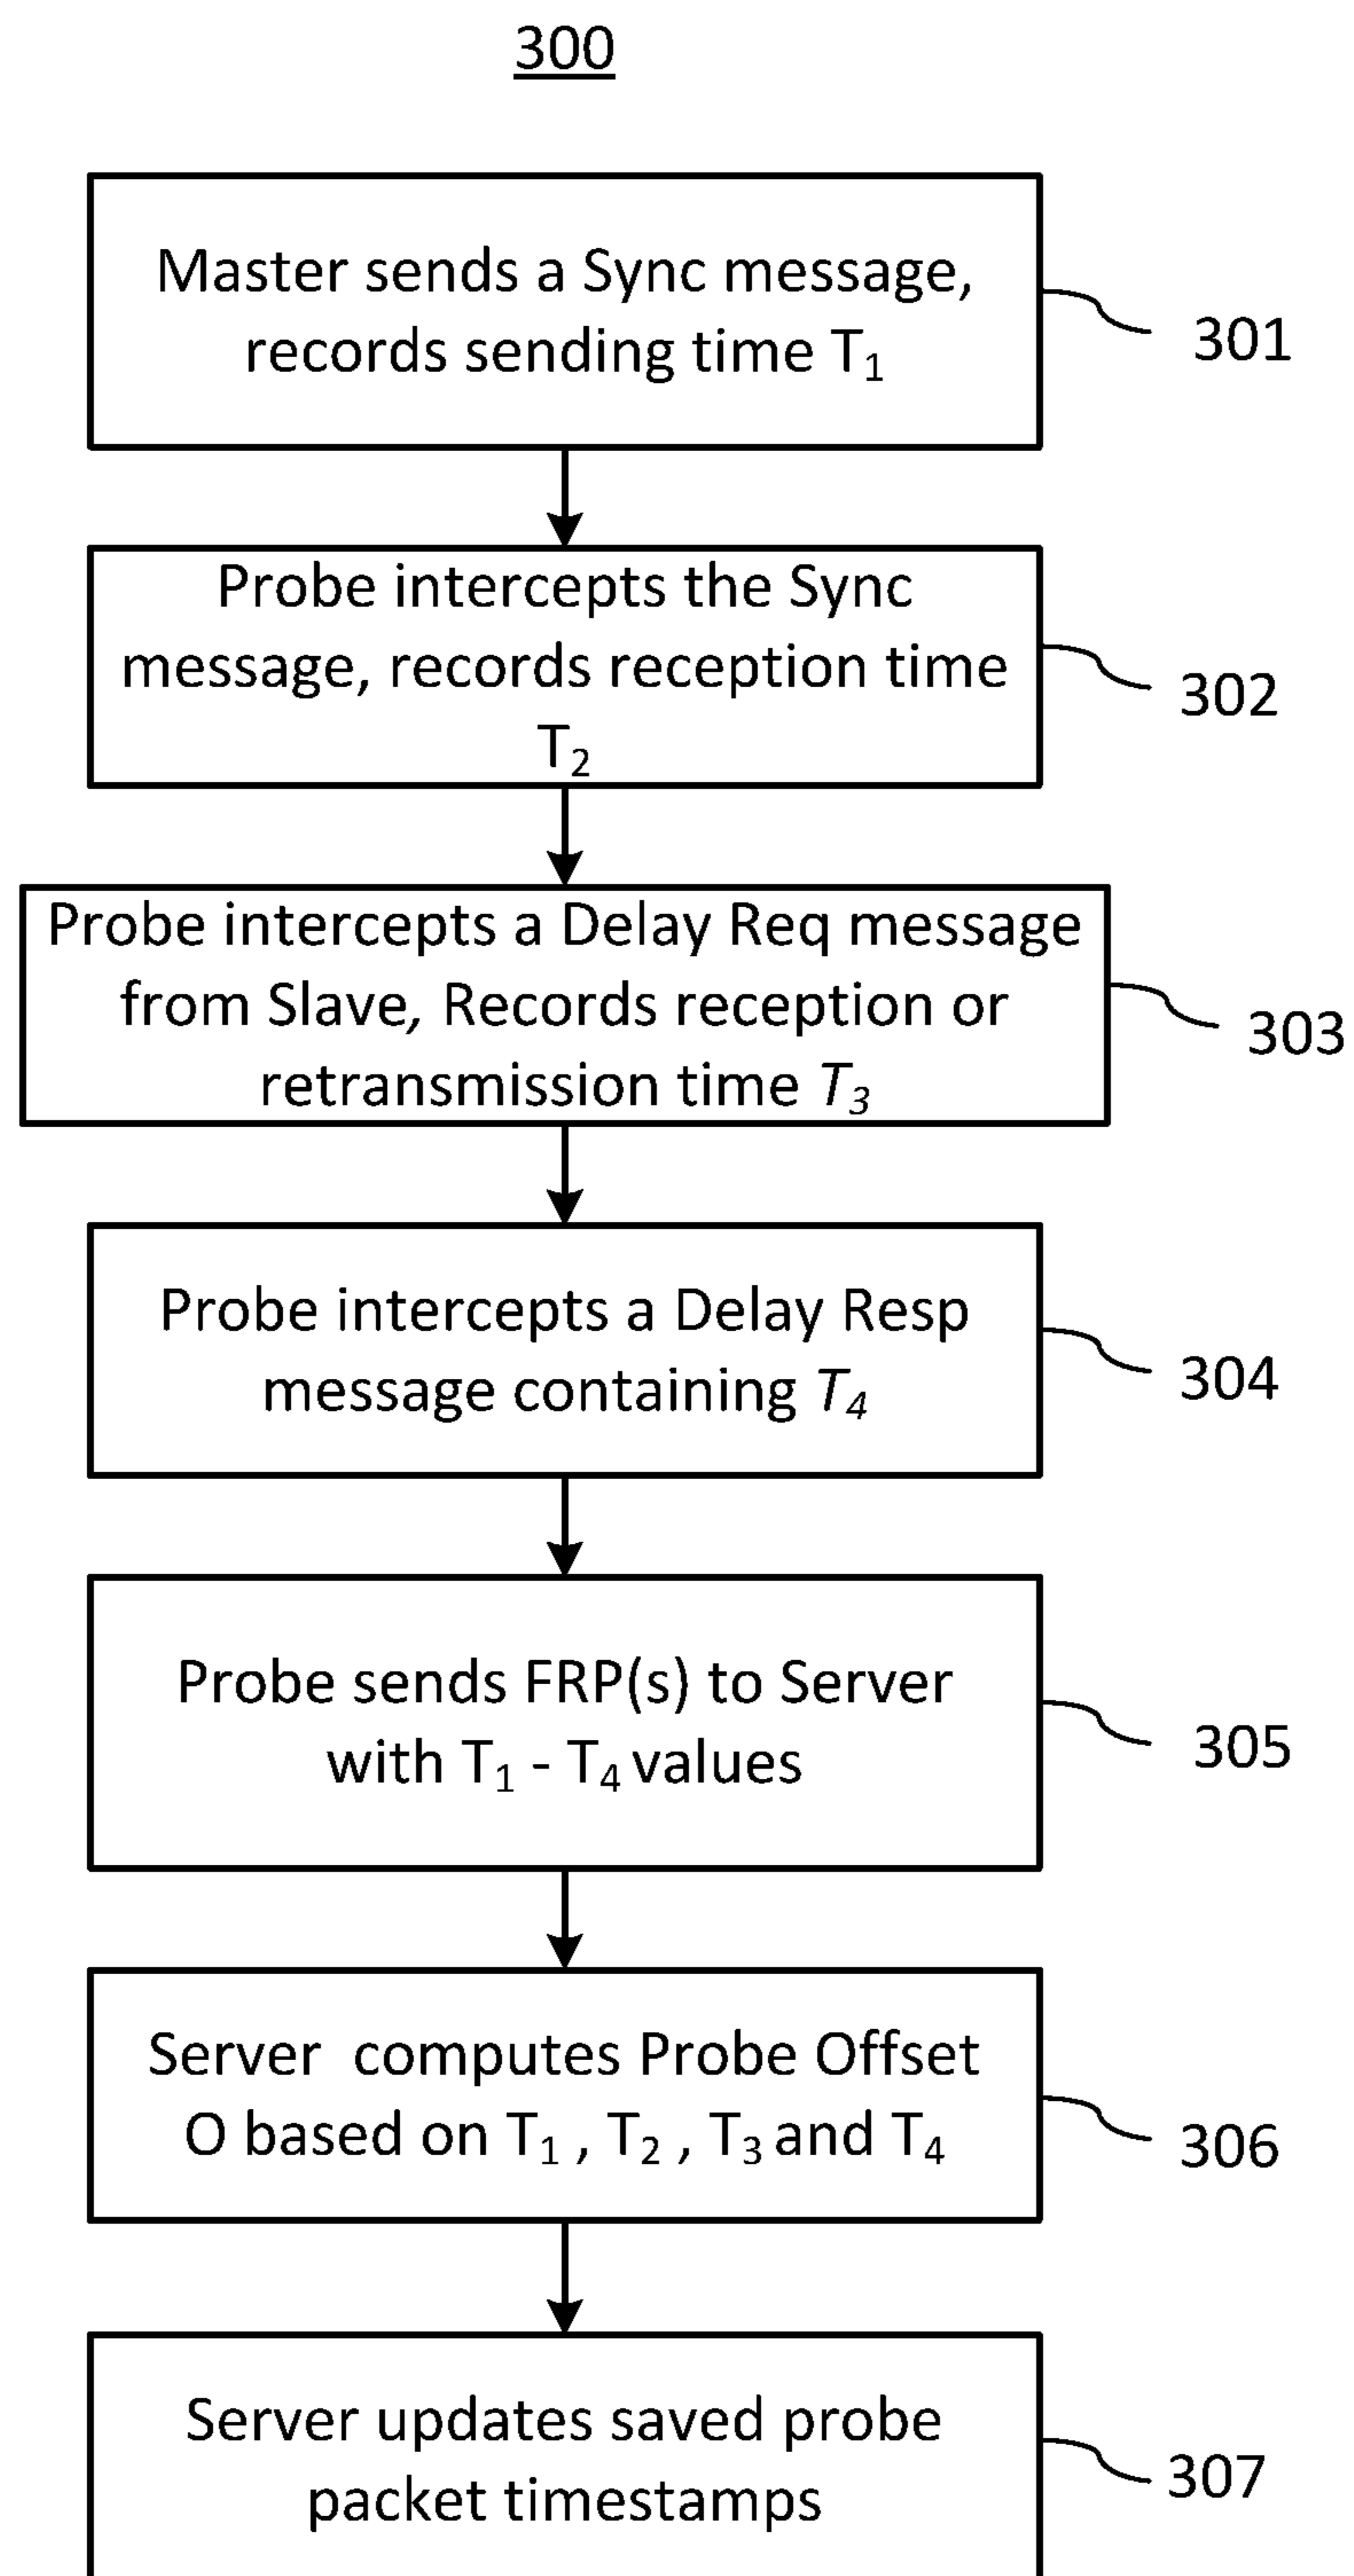 300
Master sends a Sync message,
records sending time T₁
301
Probe intercepts the Sync
message, records reception time
T₂
302
Probe intercepts a Delay Req message
from Slave, Records reception or
retransmission time T₃
303
Probe intercepts a Delay Resp
message containing T₄
304
Probe sends FRP(s) to Server
with T₁ - T₄ values
305
Server computes Probe Offset
O based on T₁ , T₂ , T₃ and T₄
306
Server updates saved probe
packet timestamps
307